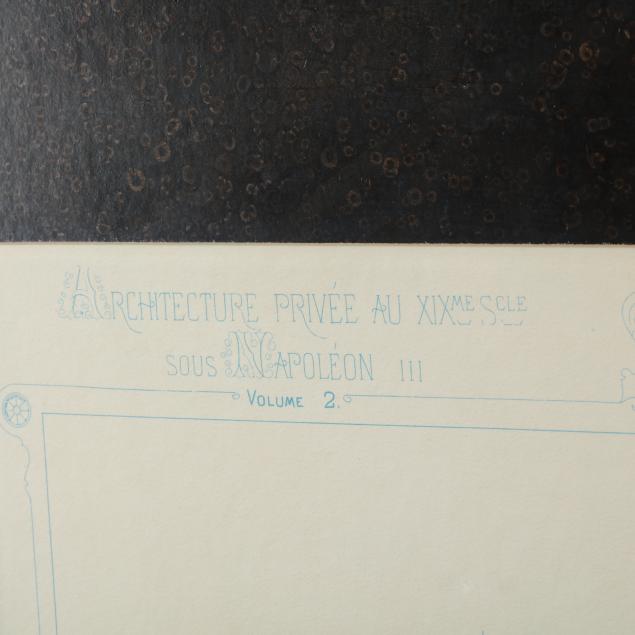 ARCHITECTURE PRIVÉE AU XIXME SCLE
SOUS NAPOLÉON III
VOLUME 2.